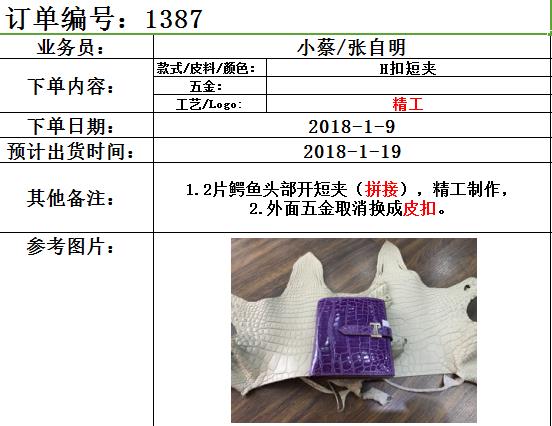 订单编号：1387
业务员： 小蔡/张自明
下单内容： 款式/皮料/颜色： H扣短夹
五金：
工艺/Logo: 精工
下单日期： 2018-1-9
预计出货时间： 2018-1-19
其他备注： 1.2片鳄鱼头部开短夹（拼接），精工制作，
2.外面五金取消换成皮扣。
参考图片：